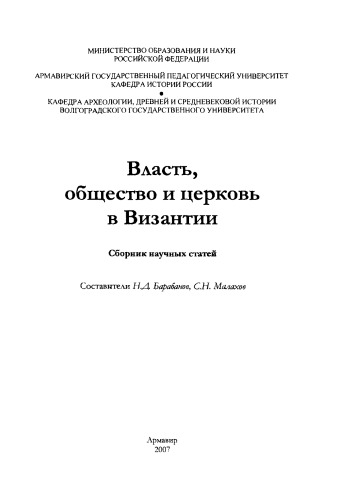 МИНИСТЕРСТВО ОБРАЗОВАНИЯ И НАУКИ
РОССИЙСКОЙ ФЕДЕРАЦИИ
АРМАВИРСКИЙ ГОСУДАРСТВЕННЫЙ ПЕДАГОГИЧЕСКИЙ УНИВЕРСИТЕТ
КАФЕДРА ИСТОРИИ РОССИИ
•
КАФЕДРА АРХЕОЛОГИИ, ДРЕВНЕЙ И СРЕДНЕВЕКОВОЙ ИСТОРИИ
ВОЛГОГРАДСКОГО ГОСУДАРСТВЕННОГО УНИВЕРСИТЕТА
Власть,
общество и церковь
в Византии
Сборник научных статей
Составители Н.Д. Барабанов, С.Н. Малахов
Армавир
2007